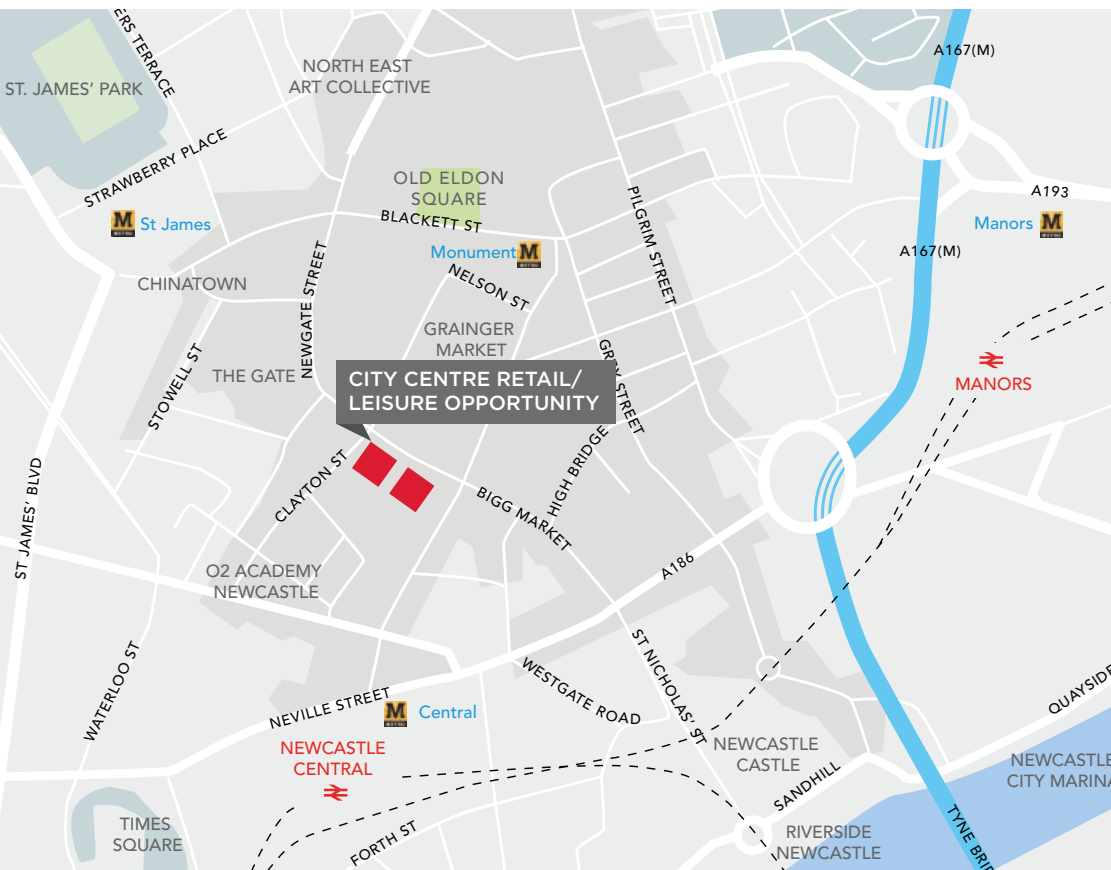 ERS TERRACE
A167(M)
NORTH EAST
ART COLLECTIVE
ST. JAMES' PARK
STRAWBERRY PLACE
OLD ELDON
SQUARE
PILGRIM STREET
A193
BLACKETT ST
M St James
Manors M
Monument M
A167(M)
NEWGATE STREET
NELSON ST
CHINATOWN
GRAINGER
MARKET
STOWELL ST
THE GATE
GREY STREET
MANORS
CITY CENTRE RETAIL/
LEISURE OPPORTUNITY
CLAYTON ST
HIGH BRIDGE
BIGG MARKET
ST JAMES' BLVD
A186
O2 ACADEMY
NEWCASTLE
WATERLOO ST
ST NICHOLAS' ST
WESTGATE ROAD
QUAYSIDE
NEVILLE STREET
M Central
NEWCASTLE
CENTRAL
NEWCASTLE
CASTLE
NEWCASTLE
CITY MARINA
SANDHILL
TIMES
SQUARE
FORTH ST
RIVERSIDE
NEWCASTLE
TYNE BRI